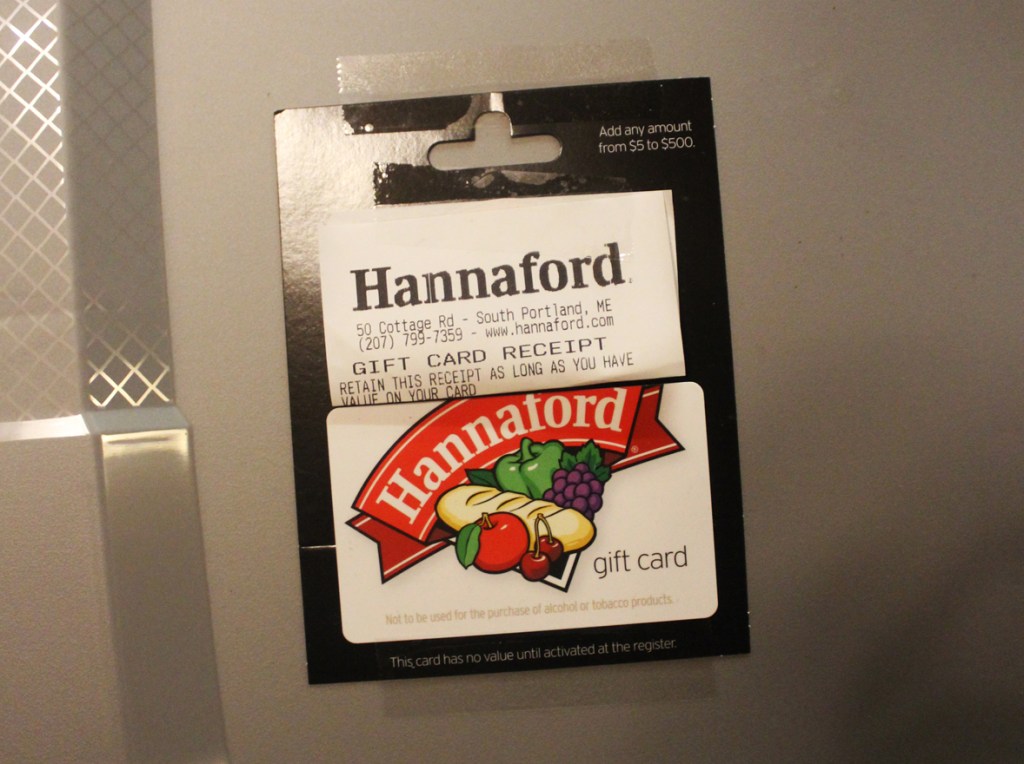 Add any amount
from $5 to $500.
Hannaford
50 Cottage Rd - South Portland, ME
(207) 799-7359 - www.hannaford.com
GIFT CARD RECEIPT
RETAIN THIS RECEIPT AS LONG AS YOU HAVE
VALUE ON YOUR CARD
Hannaford®
gift card
Not to be used for the purchase of alcohol or tobacco products.
This card has no value until activated at the register.